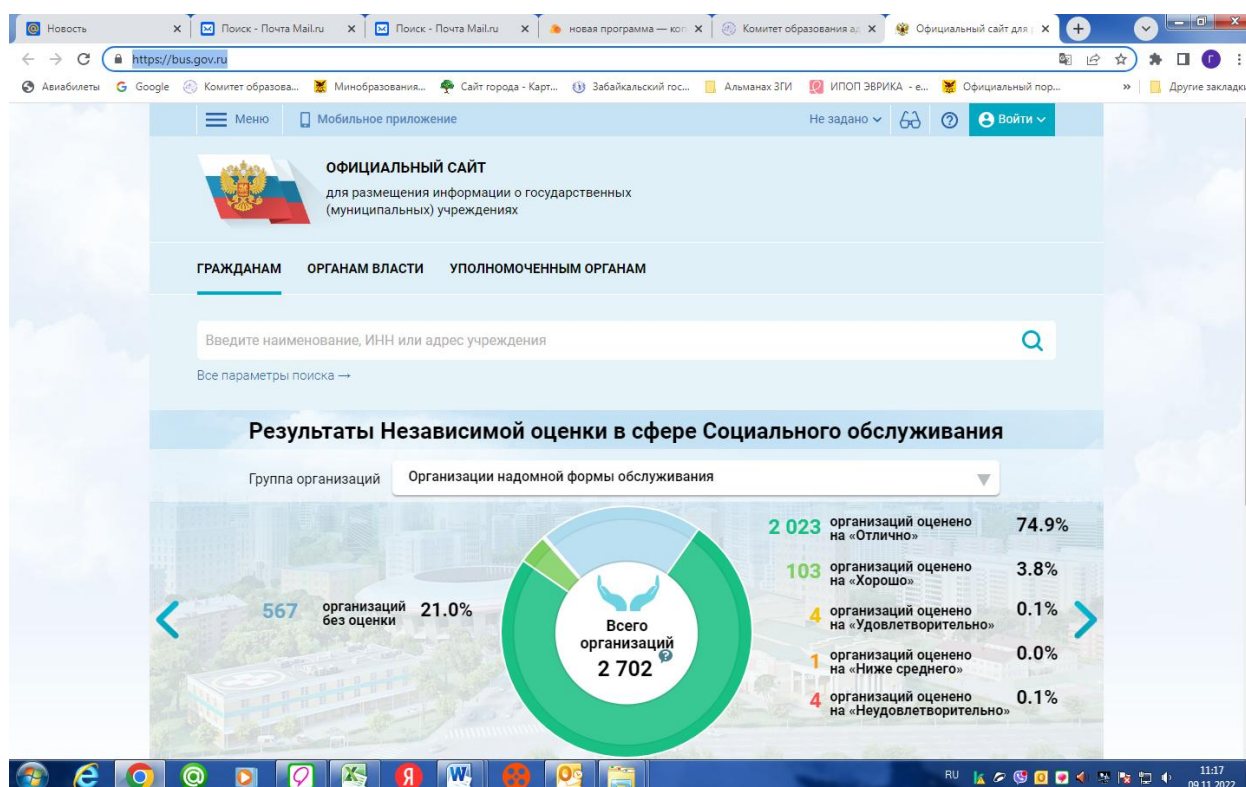 Новость
Поиск - Почта Mail.ru
Поиск - Почта Mail.ru
новая программа — коп
Комитет образования ад
Официальный сайт для р
https://bus.gov.ru
Г
Авиабилеты
Google
Комитет образова...
Минобразования...
Сайт города - Карт...
Забайкальский гос...
Альманах ЗГИ
ИПОП ЭВРИКА - е...
Официальный пор...
»
Другие закладки
Меню
Мобильное приложение
Не задано
Войти
ОФИЦИАЛЬНЫЙ САЙТ
для размещения информации о государственных
(муниципальных) учреждениях
ГРАЖДАНАМ
ОРГАНАМ ВЛАСТИ
УПОЛНОМОЧЕННЫМ ОРГАНАМ
Введите наименование, ИНН или адрес учреждения
Все параметры поиска →
Результаты Независимой оценки в сфере Социального обслуживания
Группа организаций
Организации надомной формы обслуживания
567 организаций 21.0%
без оценки
Всего
организаций
2 702
2 023 организаций оценено 74.9%
на «Отлично»
103 организаций оценено 3.8%
на «Хорошо»
4 организаций оценено 0.1%
на «Удовлетворительно»
1 организаций оценено 0.0%
на «Ниже среднего»
4 организаций оценено 0.1%
на «Неудовлетворительно»
RU
11:17
09.11.2022